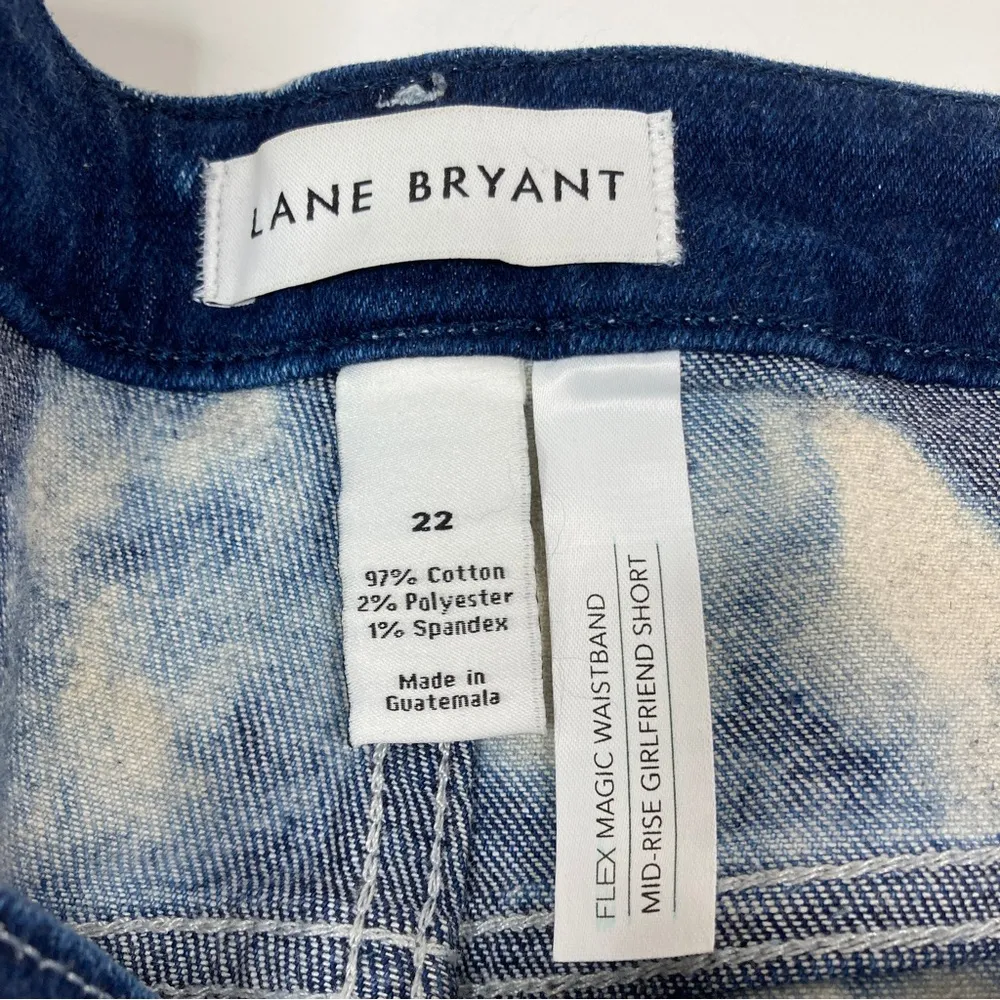 LANE BRYANT
22
97% Cotton
2% Polyester
1% Spandex
Made in
Guatemala
FLEX MAGIC WAISTBAND
MID-RISE GIRLFRIEND SHORT